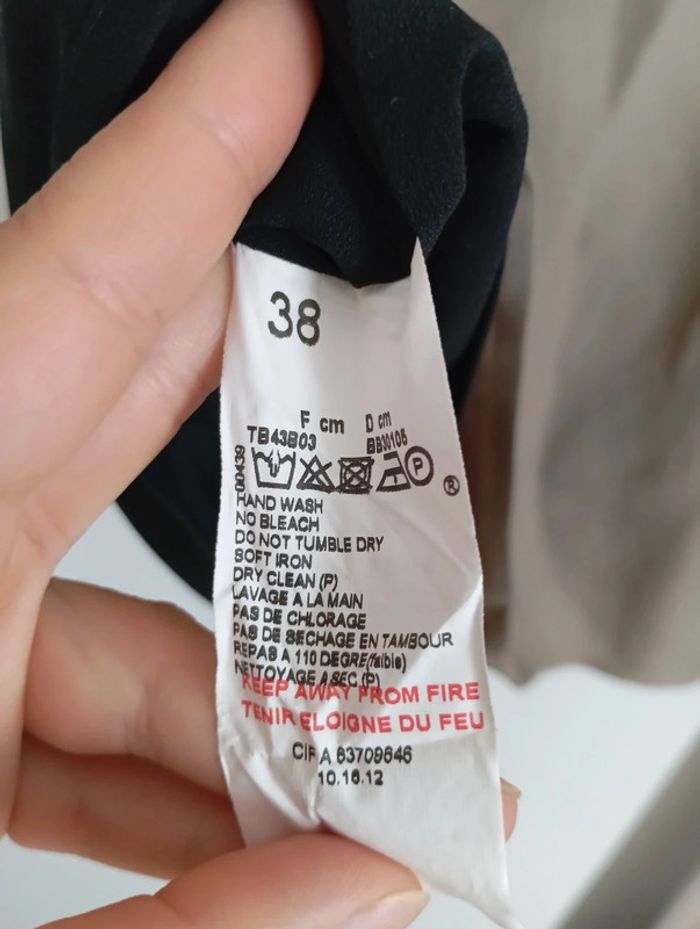 38
F cm D cm
TB43B03 BB30105
00439
P
®
HAND WASH
NO BLEACH
DO NOT TUMBLE DRY
SOFT IRON
DRY CLEAN (P)
LAVAGE A LA MAIN
PAS DE CHLORAGE
PAS DE SECHAGE EN TAMBOUR
REPAS A 110 DEGRE(faible)
NETTOYAGE A SEC (P)
KEEP AWAY FROM FIRE
TENIR ELOIGNE DU FEU
CIF A 83709646
10.16.12